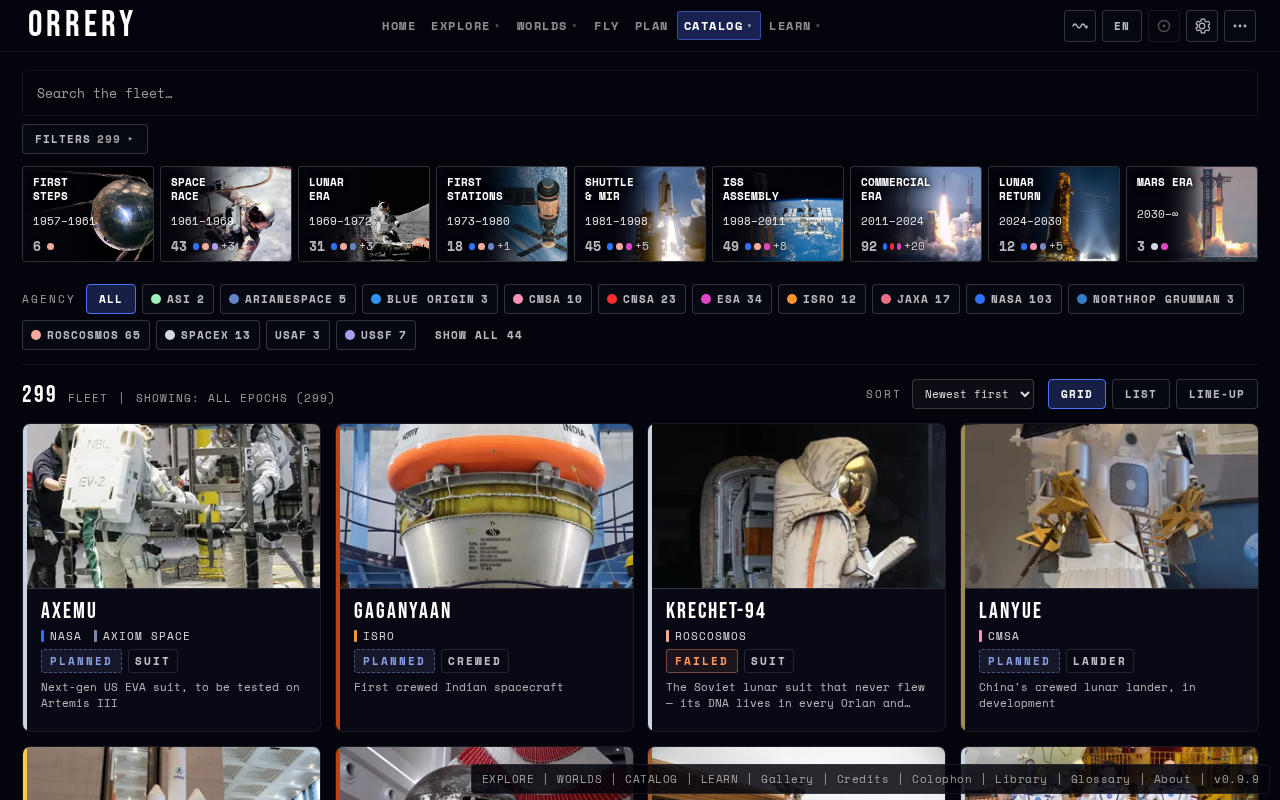 ORRERY
HOME EXPLORE ▾ WORLDS ▾ FLY PLAN CATALOG ▾ LEARN ▾
EN
Search the fleet…
FILTERS 299 ▸
FIRST STEPS
1957–1961
6
SPACE RACE
1961–1969
43 +3
LUNAR ERA
1969–1972
31 +3
FIRST STATIONS
1973–1980
18 +1
SHUTTLE & MIR
1981–1998
45 +5
ISS ASSEMBLY
1998–2011
49 +8
COMMERCIAL ERA
2011–2024
92 +20
LUNAR RETURN
2024–2030
12 +5
MARS ERA
2030–∞
3
AGENCY ALL ASI 2 ARIANESPACE 5 BLUE ORIGIN 3 CMSA 10 CNSA 23 ESA 34 ISRO 12 JAXA 17 NASA 103 NORTHROP GRUMMAN 3
ROSCOSMOS 65 SPACEX 13 USAF 3 USSF 7 SHOW ALL 44
299 FLEET | SHOWING: ALL EPOCHS (299)
SORT Newest first GRID LIST LINE-UP
NBL
EV-2
INDIA
AXEMU
NASA AXIOM SPACE
PLANNED SUIT
Next-gen US EVA suit, to be tested on
Artemis III
GAGANYAAN
ISRO
PLANNED CREWED
First crewed Indian spacecraft
KRECHET-94
ROSCOSMOS
FAILED SUIT
The Soviet lunar suit that never flew
— its DNA lives in every Orlan and…
LANYUE
CMSA
PLANNED LANDER
China's crewed lunar lander, in
development
EXPLORE | WORLDS | CATALOG | LEARN | Gallery | Credits | Colophon | Library | Glossary | About | v0.9.9